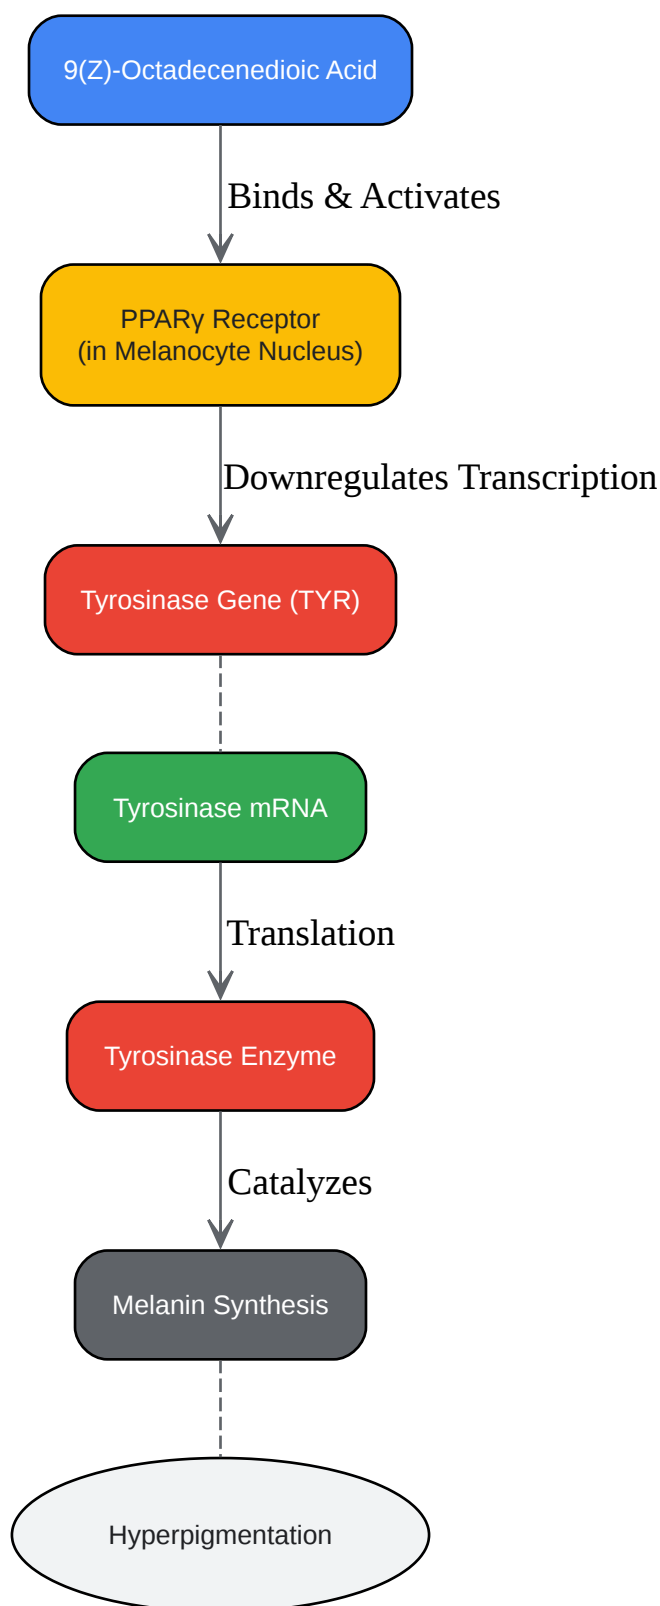 9(Z)-Octadecenedioic Acid
Binds & Activates
PPARγ Receptor
(in Melanocyte Nucleus)
Downregulates Transcription
Tyrosinase Gene (TYR)
Tyrosinase mRNA
Translation
Tyrosinase Enzyme
Catalyzes
Melanin Synthesis
Hyperpigmentation